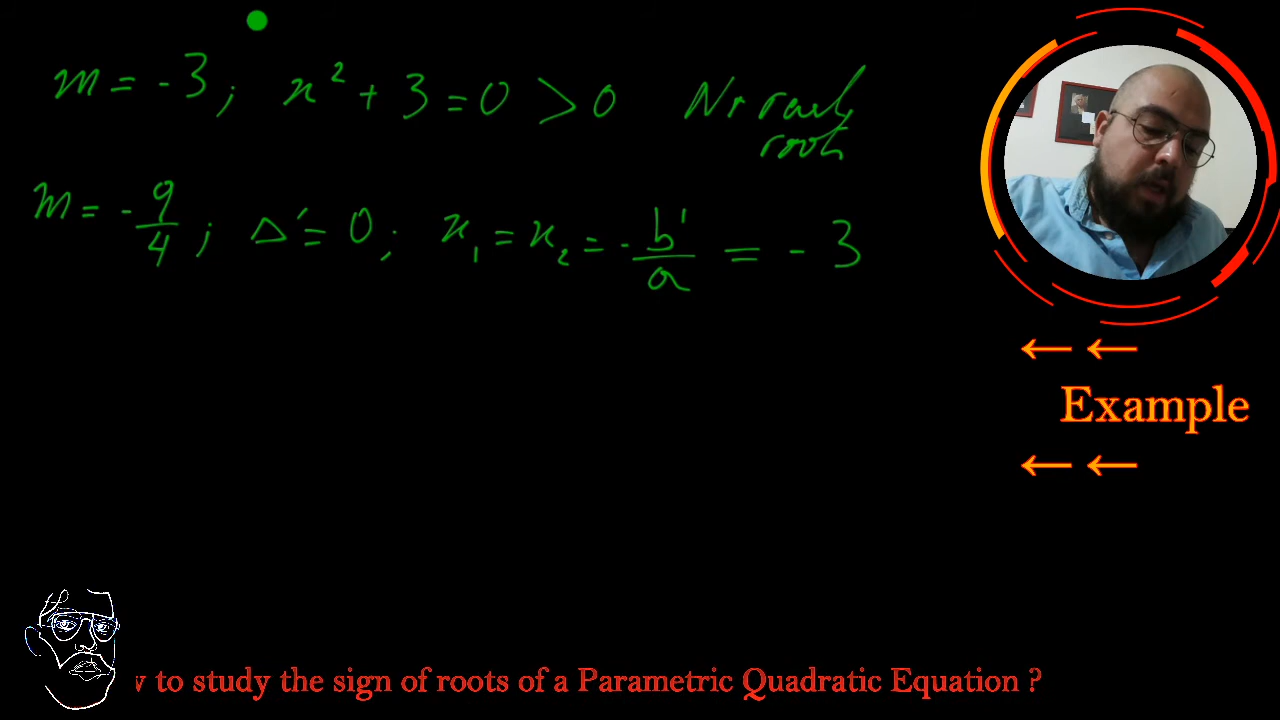 m = -3; x² + 3 = 0 > 0 No real roots
m = -9/4; Δ' = 0; x₁ = x₂ = -b'/a = -3
← ←
Example
← ←
w to study the sign of roots of a Parametric Quadratic Equation ?